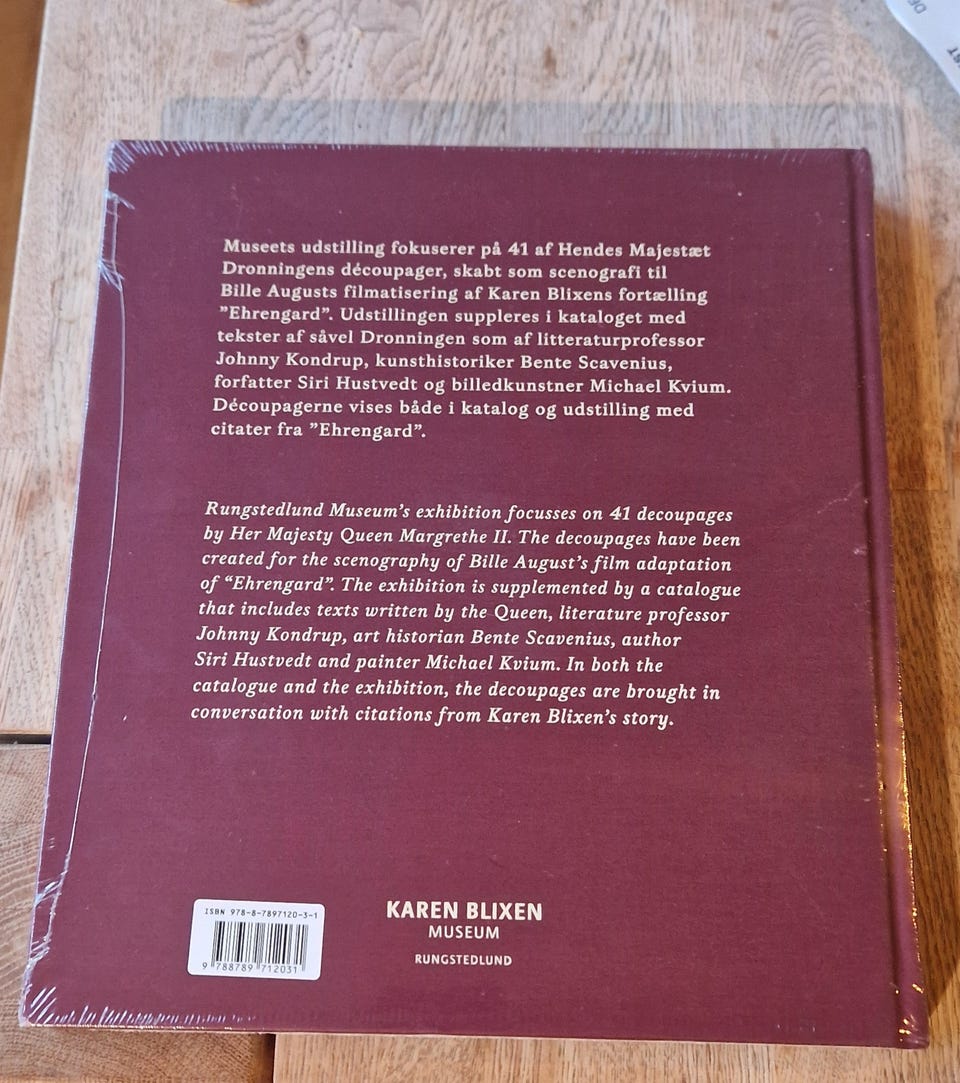 Museets udstilling fokuserer på 41 af Hendes Majestæt
Dronningens découpager, skabt som scenografi til
Bille Augusts filmatisering af Karen Blixens fortælling
”Ehrengard”. Udstillingen suppleres i kataloget med
tekster af såvel Dronningen som af litteraturprofessor
Johnny Kondrup, kunsthistoriker Bente Scavenius,
forfatter Siri Hustvedt og billedkunstner Michael Kvium.
Découpagerne vises både i katalog og udstilling med
citater fra ”Ehrengard”.
Rungstedlund Museum’s exhibition focusses on 41 decoupages
by Her Majesty Queen Margrethe II. The decoupages have been
created for the scenography of Bille August’s film adaptation
of “Ehrengard”. The exhibition is supplemented by a catalogue
that includes texts written by the Queen, literature professor
Johnny Kondrup, art historian Bente Scavenius, author
Siri Hustvedt and painter Michael Kvium. In both the
catalogue and the exhibition, the decoupages are brought in
conversation with citations from Karen Blixen’s story.
ISBN 978-8-7897120-3-1
9 788789 712031
KAREN BLIXEN
MUSEUM
RUNGSTEDLUND